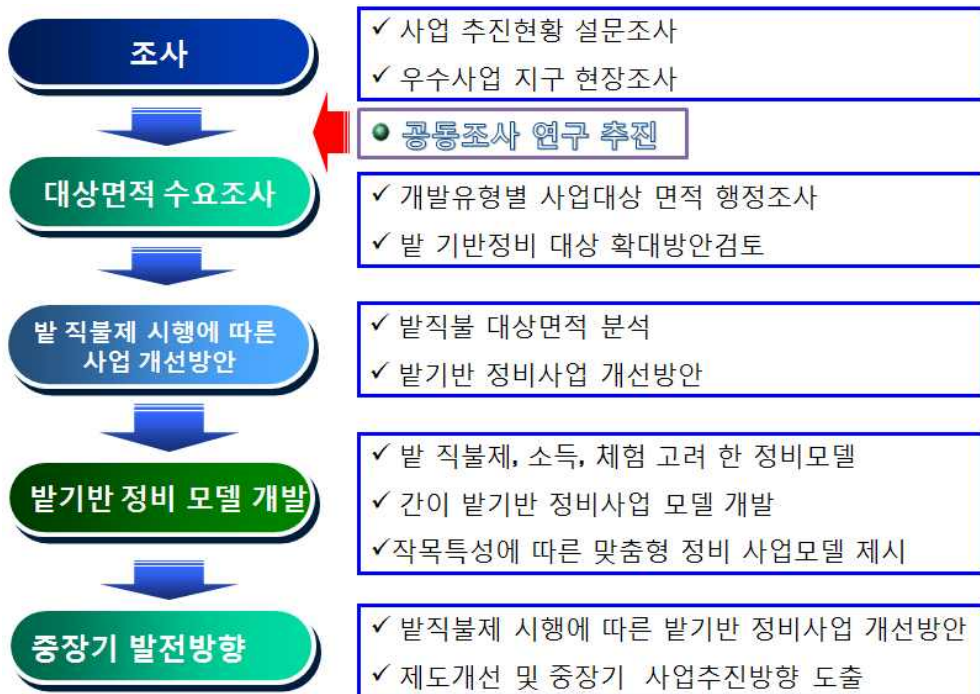 조사
✓ 사업 추진현황 설문조사
✓ 우수사업 지구 현장조사
공동조사 연구 추진
대상면적 수요조사
✓ 개발유형별 사업대상 면적 행정조사
✓ 밭 기반정비 대상 확대방안검토
밭 직불제 시행에 따른
사업 개선방안
✓ 밭직불 대상면적 분석
✓ 밭기반 정비사업 개선방안
밭기반 정비 모델 개발
✓ 밭 직불제, 소득, 체험 고려 한 정비모델
✓ 간이 밭기반 정비사업 모델 개발
✓작목특성에 따른 맞춤형 정비 사업모델 제시
중장기 발전방향
✓ 밭직불제 시행에 따른 밭기반 정비사업 개선방안
✓ 제도개선 및 중장기 사업추진방향 도출